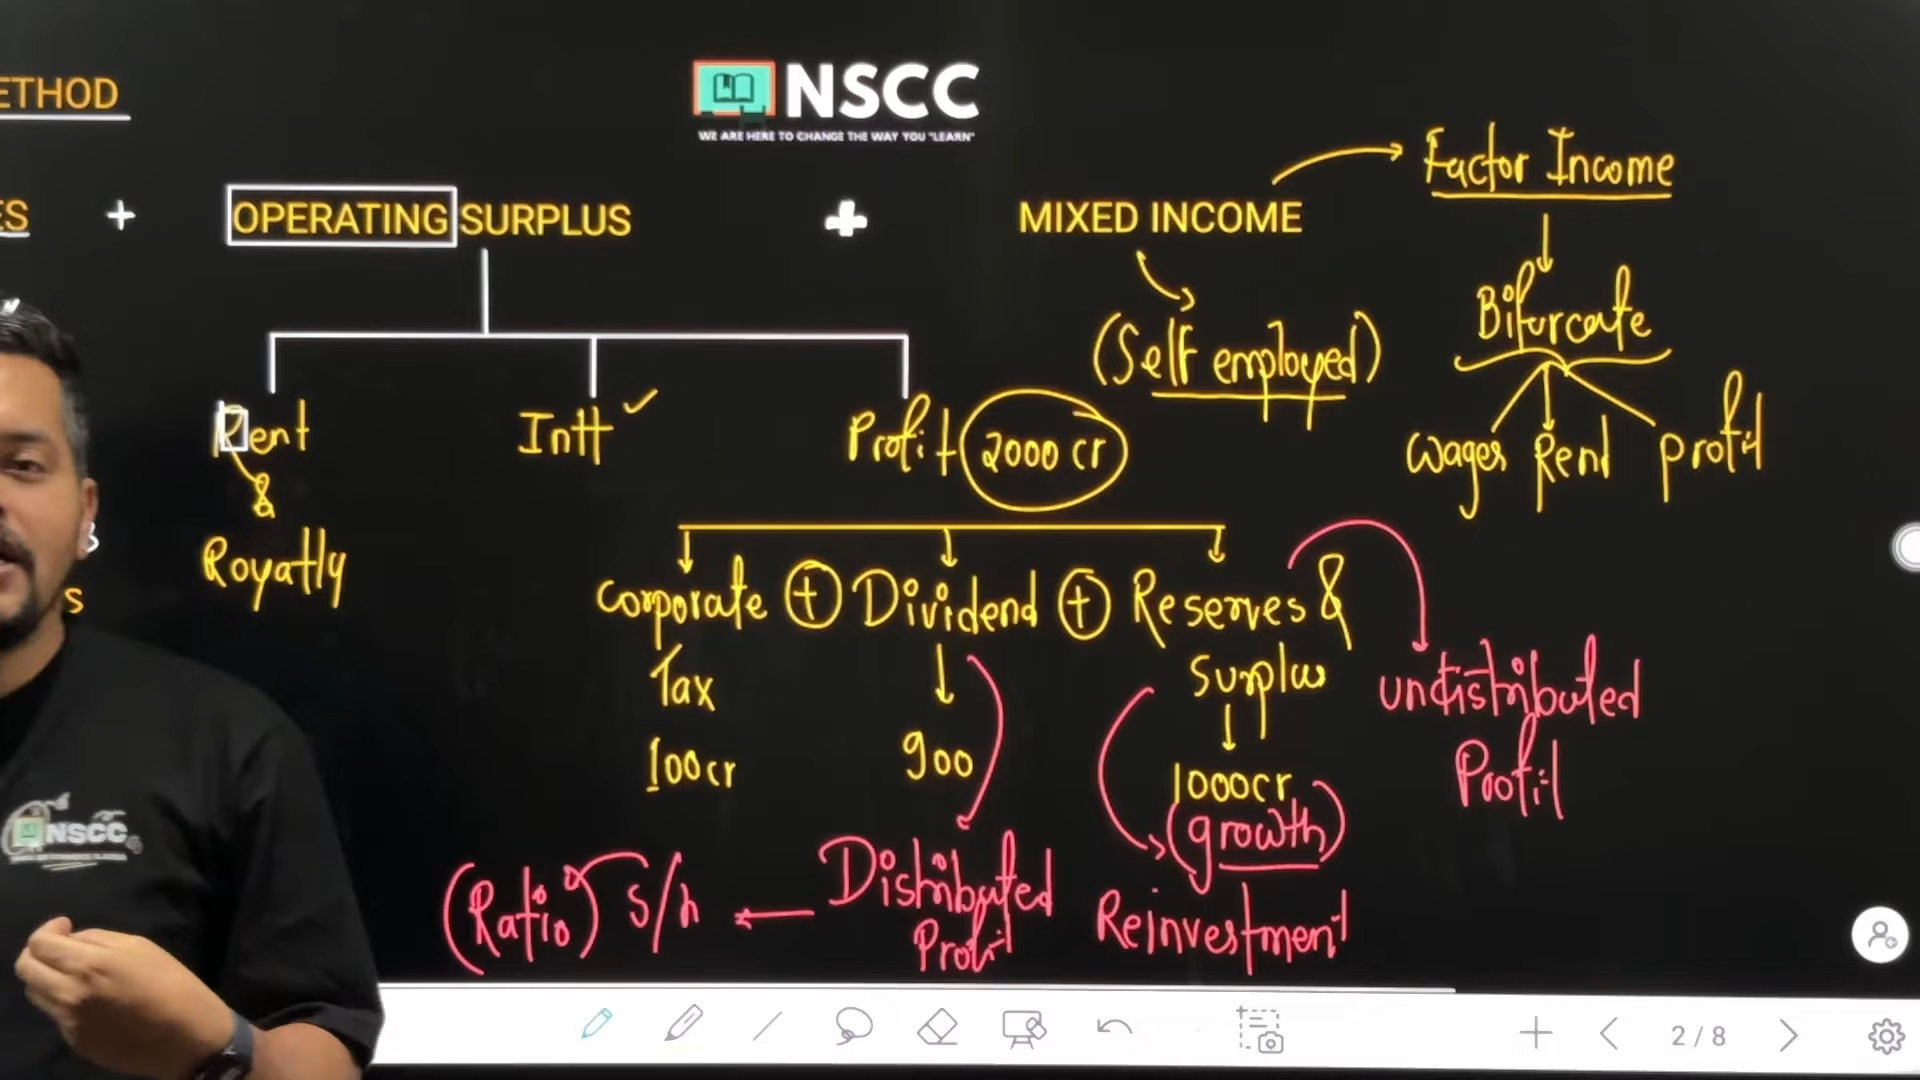 ETHOD
NSCC
WE ARE HERE TO CHANGE THE WAY YOU "LEARN"
Factor Income
ES + OPERATING SURPLUS + MIXED INCOME
Bifurcate
(Self employed)
Rent Intt ✓ Profit 2000 cr
wages Rent profit
&
Royatly
corporate + Dividend + Reserves &
Tax
Surplus
undistributed
Profit
100cr 900 1000cr
(growth)
Distributed
Profit
(Ratio) S/h
Reinvestment
s
NSCC
2/8